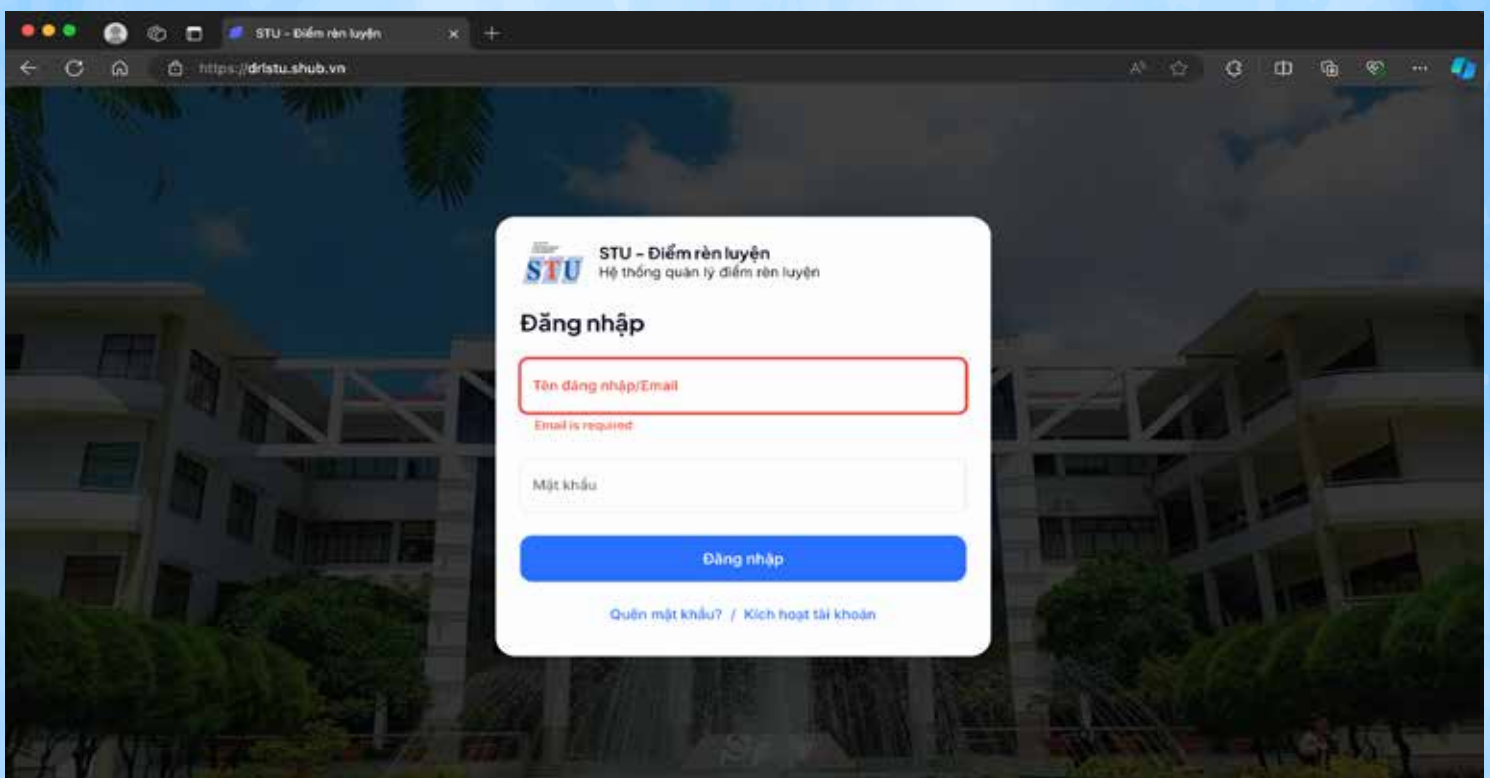 STU - Điểm rèn luyện
https://drlstu.shub.vn
STU
STU - Điểm rèn luyện
Hệ thống quản lý điểm rèn luyện
Đăng nhập
Tên đăng nhập/Email
Email is required
Mật khẩu
Đăng nhập
Quên mật khẩu? / Kích hoạt tài khoản